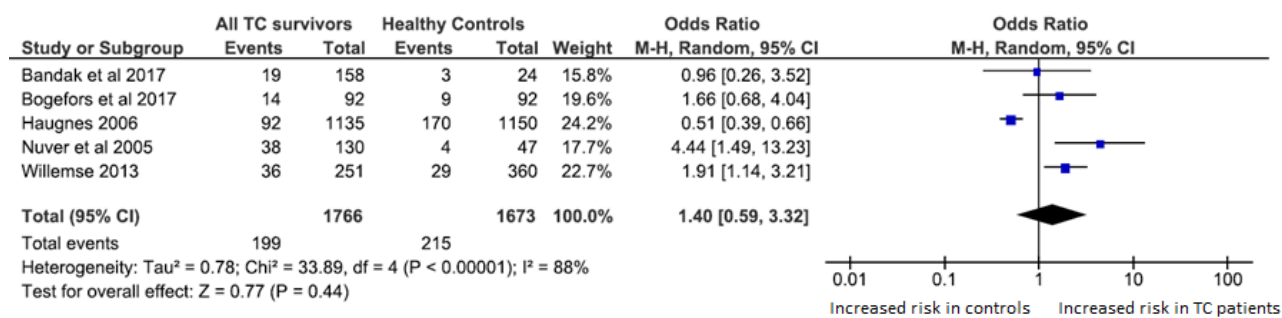 All TC survivors Healthy Controls Odds Ratio Odds Ratio
Study or Subgroup Events Total Events Total Weight M-H, Random, 95% CI M-H, Random, 95% CI
Bandak et al 2017 19 158 3 24 15.8% 0.96 [0.26, 3.52]
Bogefors et al 2017 14 92 9 92 19.6% 1.66 [0.68, 4.04]
Haugnes 2006 92 1135 170 1150 24.2% 0.51 [0.39, 0.66]
Nuver et al 2005 38 130 4 47 17.7% 4.44 [1.49, 13.23]
Willemse 2013 36 251 29 360 22.7% 1.91 [1.14, 3.21]
Total (95% CI) 1766 1673 100.0% 1.40 [0.59, 3.32]
Total events 199 215
Heterogeneity: Tau² = 0.78; Chi² = 33.89, df = 4 (P < 0.00001); I² = 88%
Test for overall effect: Z = 0.77 (P = 0.44)
0.01 0.1 1 10 100
Increased risk in controls Increased risk in TC patients